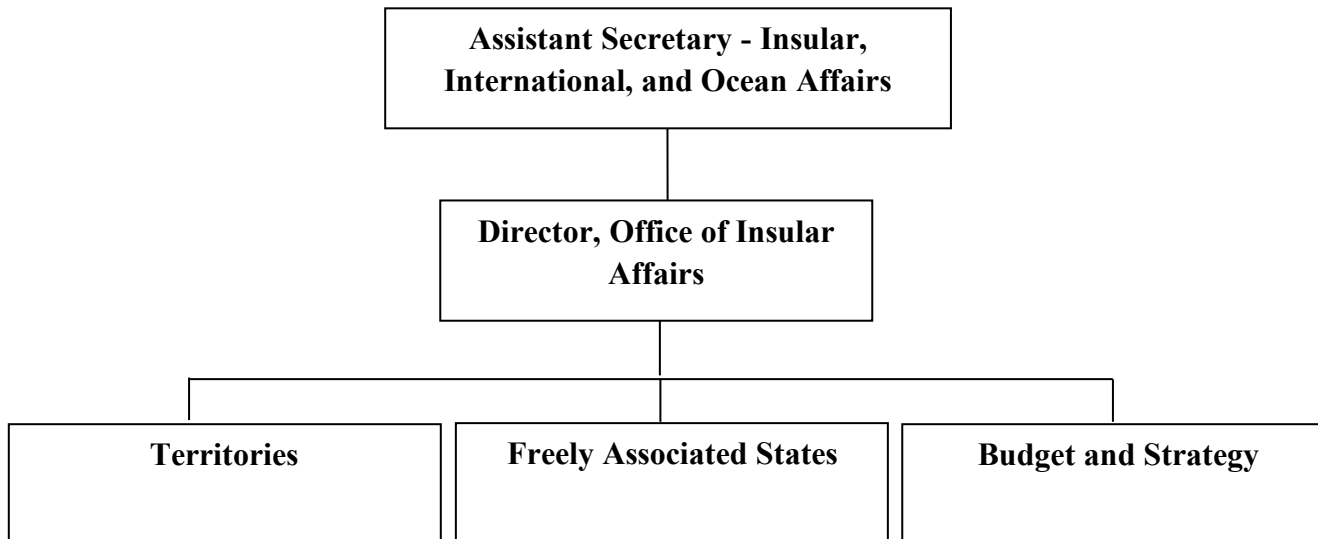 Assistant Secretary - Insular,
International, and Ocean Affairs
Director, Office of Insular
Affairs
Territories
Freely Associated States
Budget and Strategy